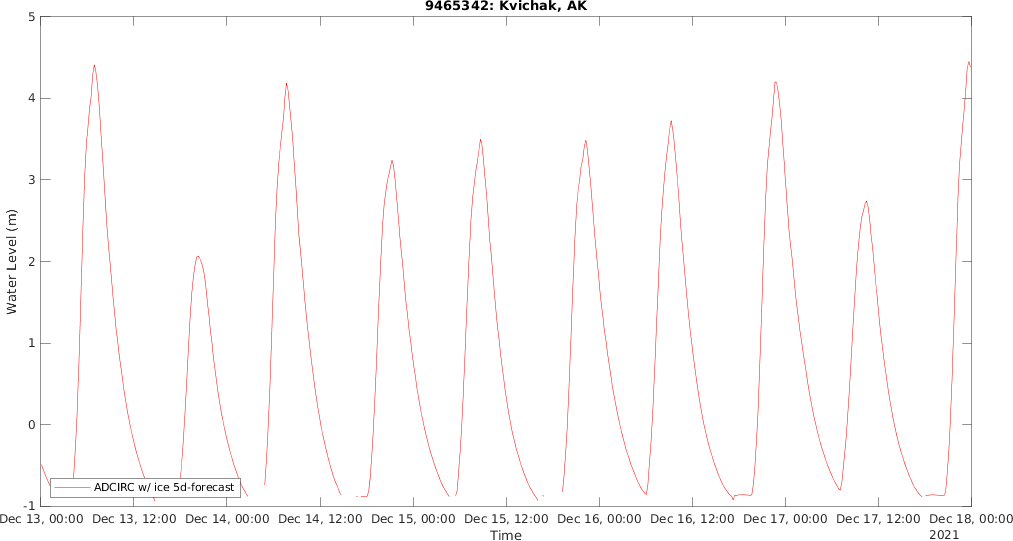 9465342: Kvichak, AK
5
4
3
2
1
0
-1
Water Level (m)
ADCIRC w/ ice 5d-forecast
Dec 13, 00:00 Dec 13, 12:00 Dec 14, 00:00 Dec 14, 12:00 Dec 15, 00:00 Dec 15, 12:00 Dec 16, 00:00 Dec 16, 12:00 Dec 17, 00:00 Dec 17, 12:00 Dec 18, 00:00
Time
2021